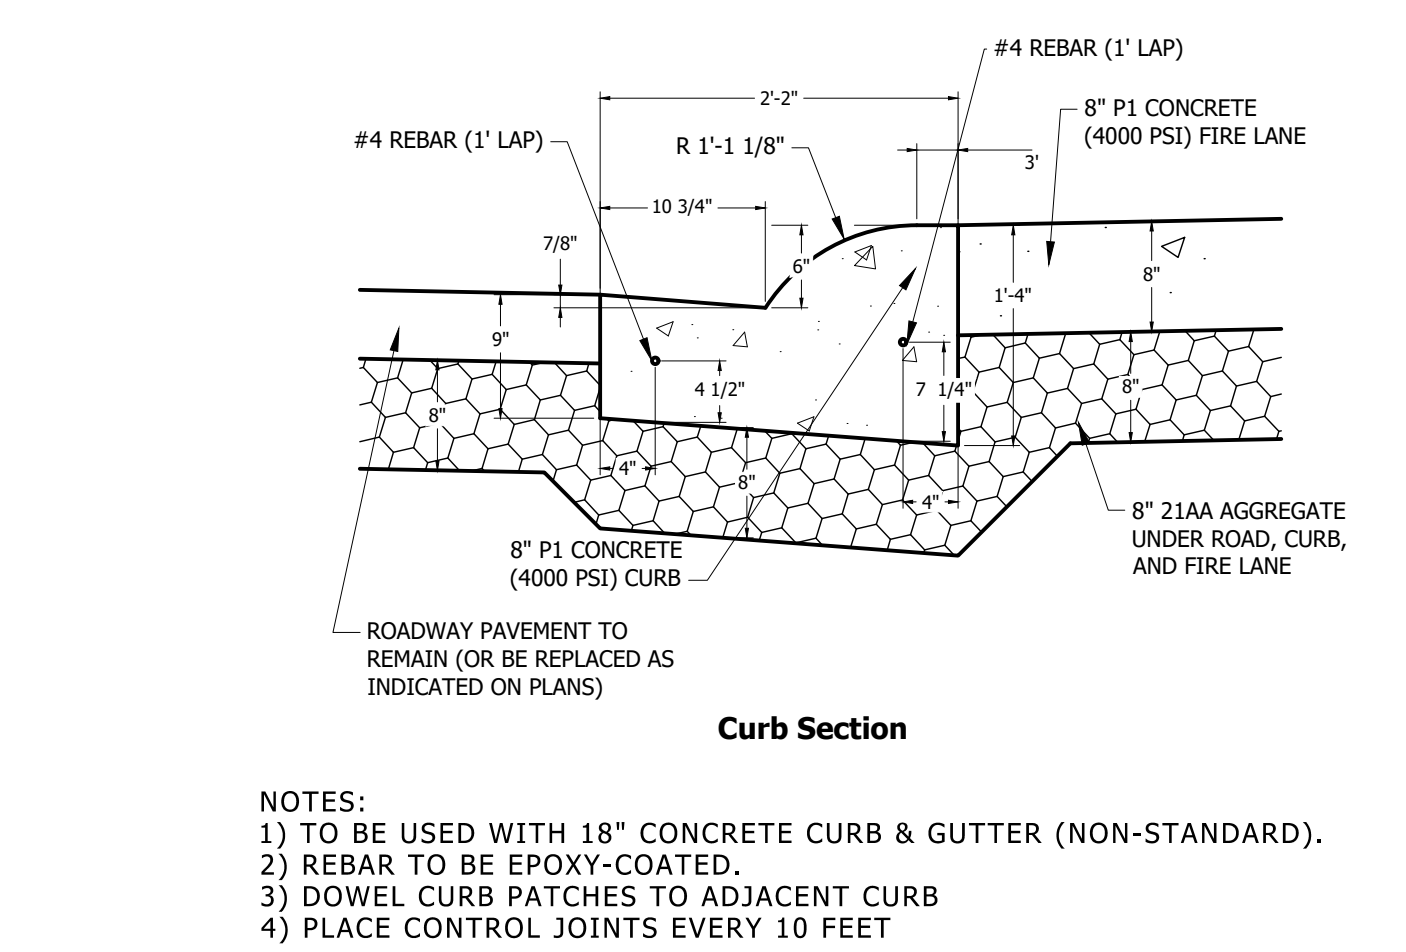 #4 REBAR (1' LAP)
2'-2"
8" P1 CONCRETE
(4000 PSI) FIRE LANE
#4 REBAR (1' LAP)
R 1'-1 1/8"
3'
10 3/4"
7/8"
6"
8"
1'-4"
9"
4 1/2"
7 1/4"
8"
8"
4"
8"
4"
8" 21AA AGGREGATE
UNDER ROAD, CURB,
AND FIRE LANE
8" P1 CONCRETE
(4000 PSI) CURB
ROADWAY PAVEMENT TO
REMAIN (OR BE REPLACED AS
INDICATED ON PLANS)
Curb Section
NOTES:
1) TO BE USED WITH 18" CONCRETE CURB & GUTTER (NON-STANDARD).
2) REBAR TO BE EPOXY-COATED.
3) DOWEL CURB PATCHES TO ADJACENT CURB
4) PLACE CONTROL JOINTS EVERY 10 FEET